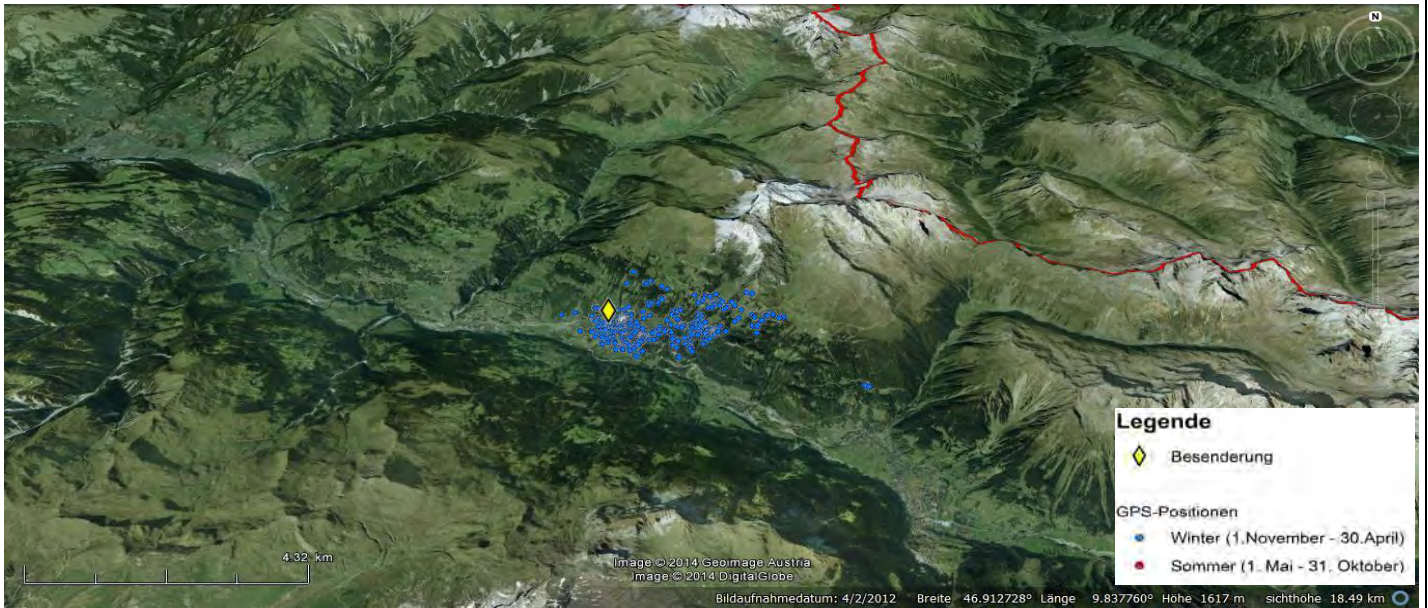 N
Legende
Besenderung
GPS-Positionen
Winter (1.November - 30.April)
Sommer (1. Mai - 31. Oktober)
4.32 km
Image © 2014 Geoimage Austria
Image © 2014 DigitalGlobe
Bildaufnahmedatum: 4/2/2012 Breite 46.912728° Länge 9.837760° Höhe 1617 m sichthöhe 18.49 km